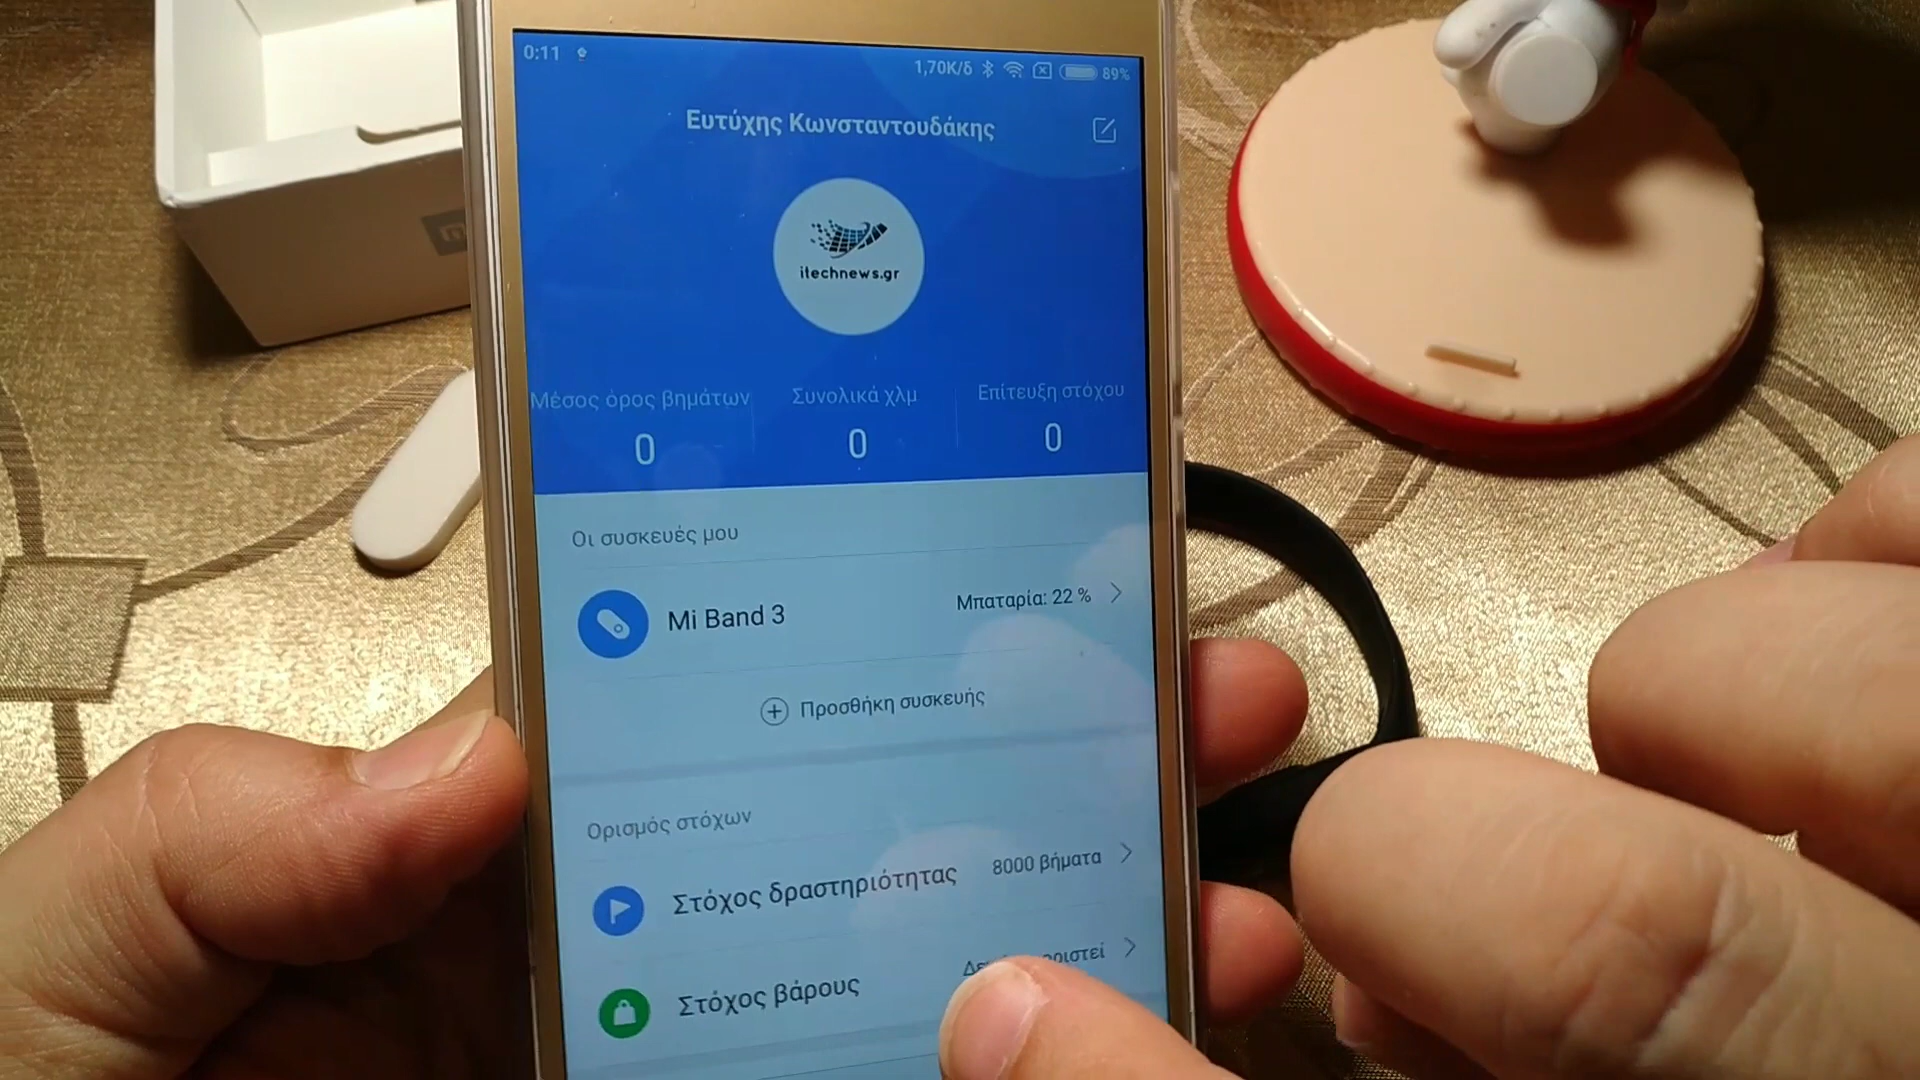 0:11 1,70K/δ 89%
Ευτύχης Κωνσταντουδάκης
itechnews.gr
Μέσος όρος βημάτων Συνολικά χλμ Επίτευξη στόχου
0 0 0
Οι συσκευές μου
Mi Band 3 Μπαταρία: 22 %
Προσθήκη συσκευής
Ορισμός στόχων
Στόχος δραστηριότητας 8000 βήματα
Στόχος βάρους